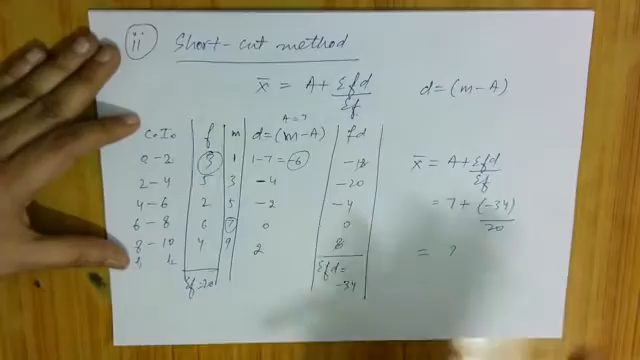 ii Short-cut method
x̄ = A + Σfd/Σf d = (m-A)
A = 7
C.I. f m d = (m-A) fd
0-2 3 1 1-7 = -6 -18 x̄ = A + Σfd/Σf
2-4 5 3 -4 -20
4-6 2 5 -2 -4 = 7 + (-34)/20
6-8 6 7 0 0
8-10 4 9 2 8 =
Σf=20 Σfd = -34